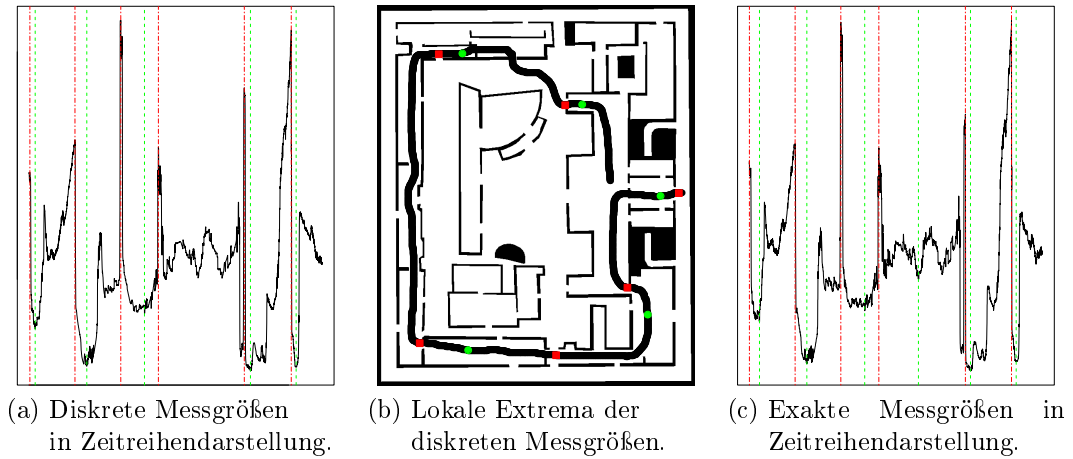 (a) Diskrete Messgrößen
in Zeitreihendarstellung.
(b) Lokale Extrema der
diskreten Messgrößen.
(c) Exakte Messgrößen in
Zeitreihendarstellung.